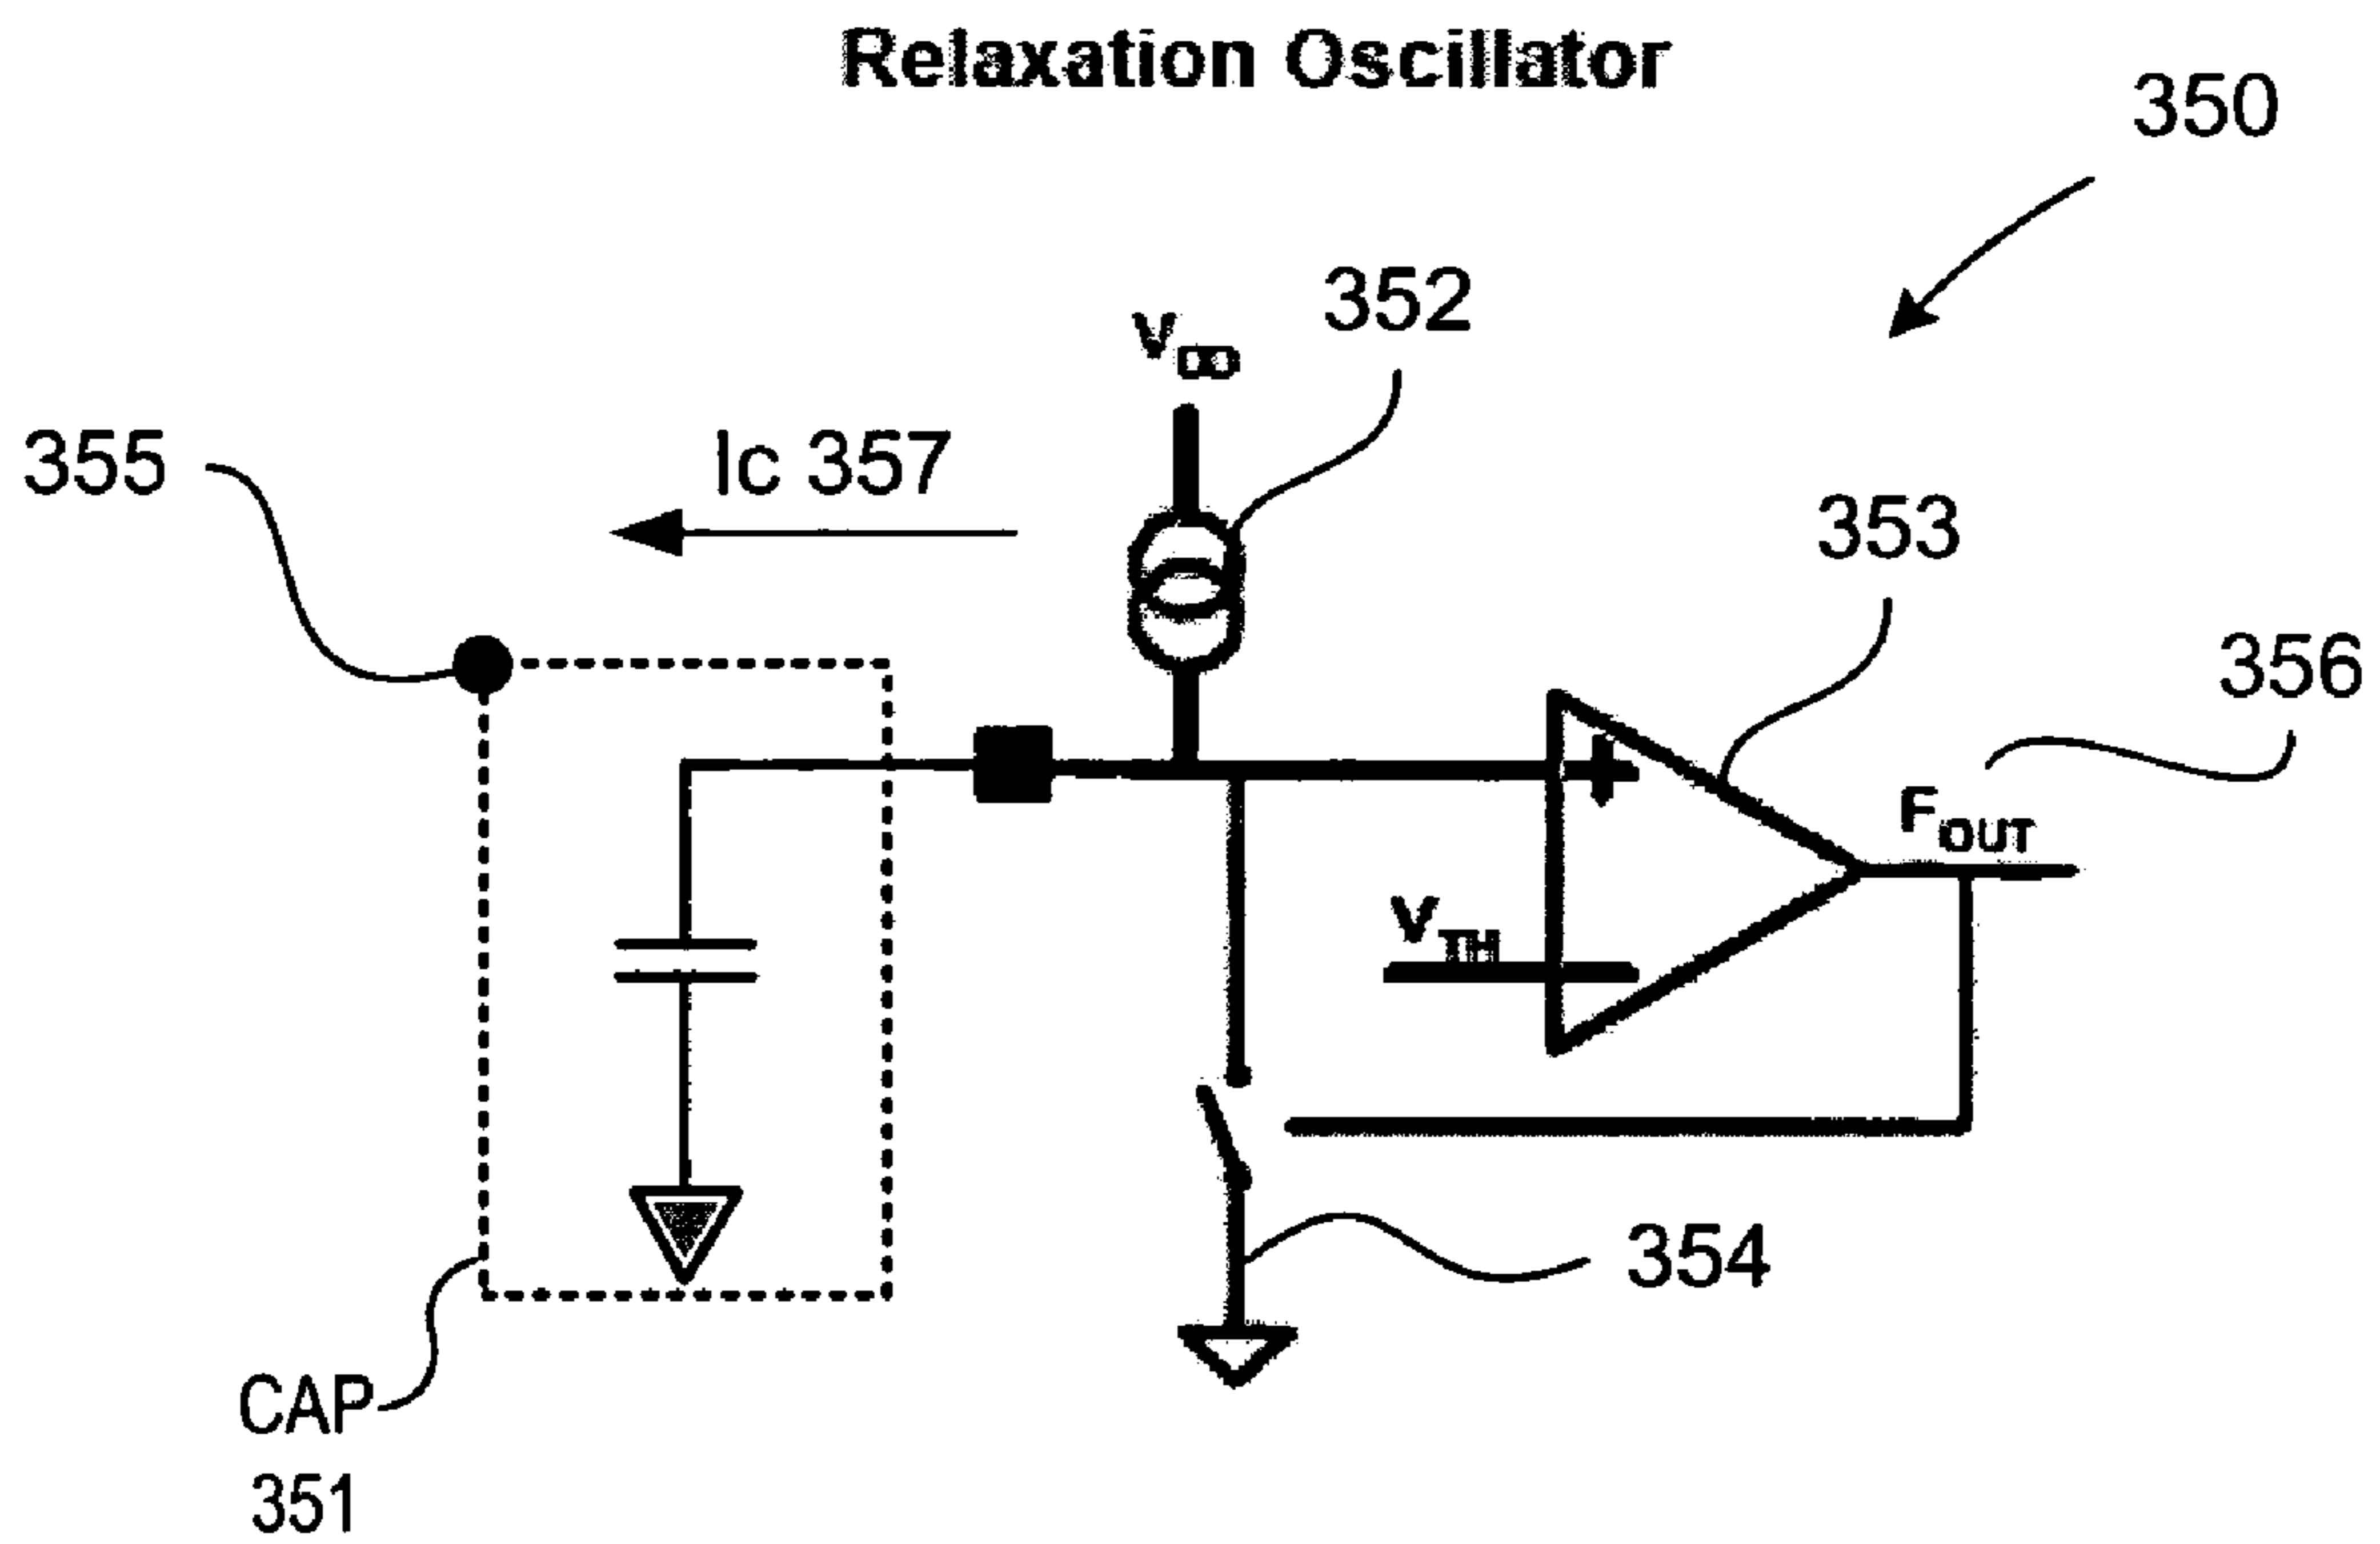 Relaxation Oscillator
350
352
VDD
355
Ic 357
353
356
+
FOUT
VTH
354
CAP
351